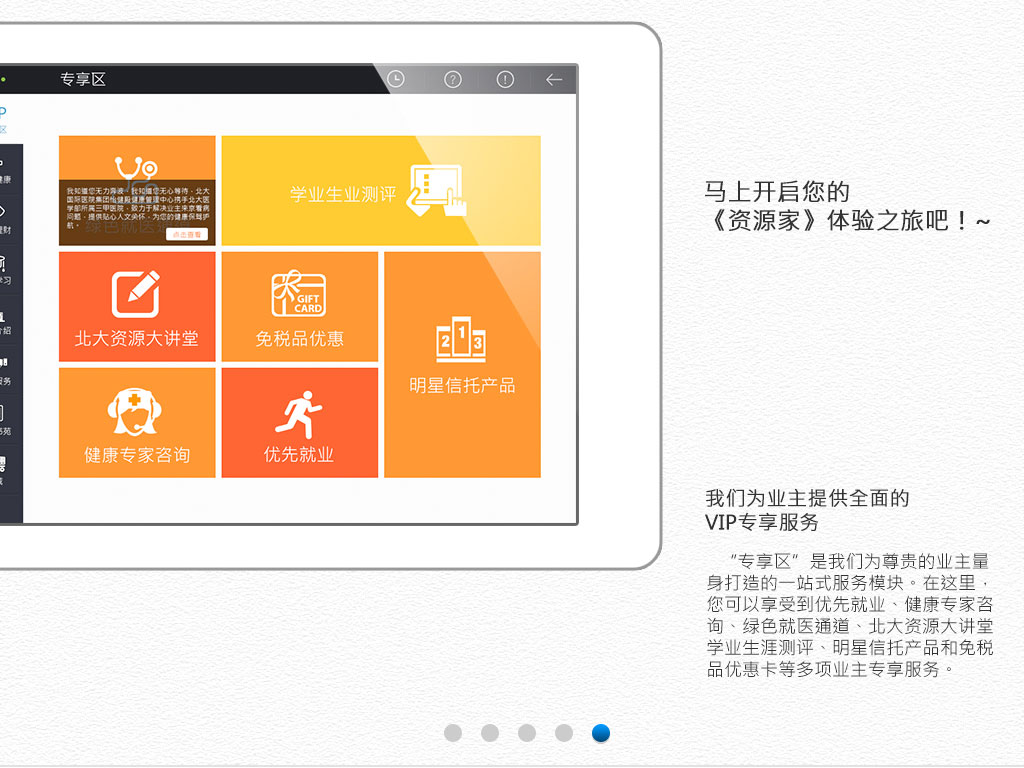 专享区
P
区
康
财
学习
介绍
服务
书苑
我知道您无力奔波，我知道您无心等待，北大
国际医院集团怡健殿健康管理中心携手北大医
学部所属三甲医院，致力于解决业主来京看病
问题，提供贴心人文关怀，为您的健康保驾护
航。
绿色就医通道
点击查看
学业生业测评
北大资源大讲堂
GIFT
CARD
免税品优惠
2 1 3
明星信托产品
健康专家咨询
优先就业
马上开启您的
《资源家》体验之旅吧！~
我们为业主提供全面的
VIP专享服务
“专享区”是我们为尊贵的业主量
身打造的一站式服务模块。在这里，
您可以享受到优先就业、健康专家咨
询、绿色就医通道、北大资源大讲堂
学业生涯测评、明星信托产品和免税
品优惠卡等多项业主专享服务。